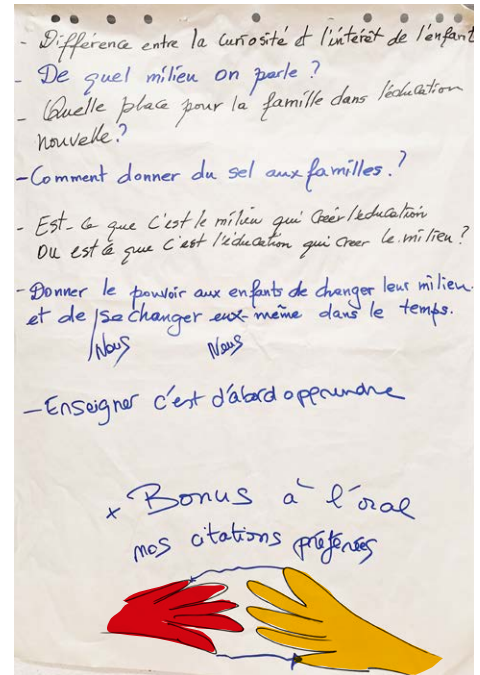 - Différence entre la curiosité et l'intérêt de l'enfant
- De quel milieu on parle ?
- Quelle place pour la famille dans l'éducation
nouvelle ?
- Comment donner du sel aux familles ?
- Est-ce que c'est le milieu qui créer l'éducation
ou est ce que c'est l'éducation qui creer le milieu ?
- Donner le pouvoir aux enfants de changer leur milieu
et de se changer eux-même dans le temps.
Nous Nous
- Enseigner c'est d'abord apprendre
+ Bonus à l'oral
nos citations préférées